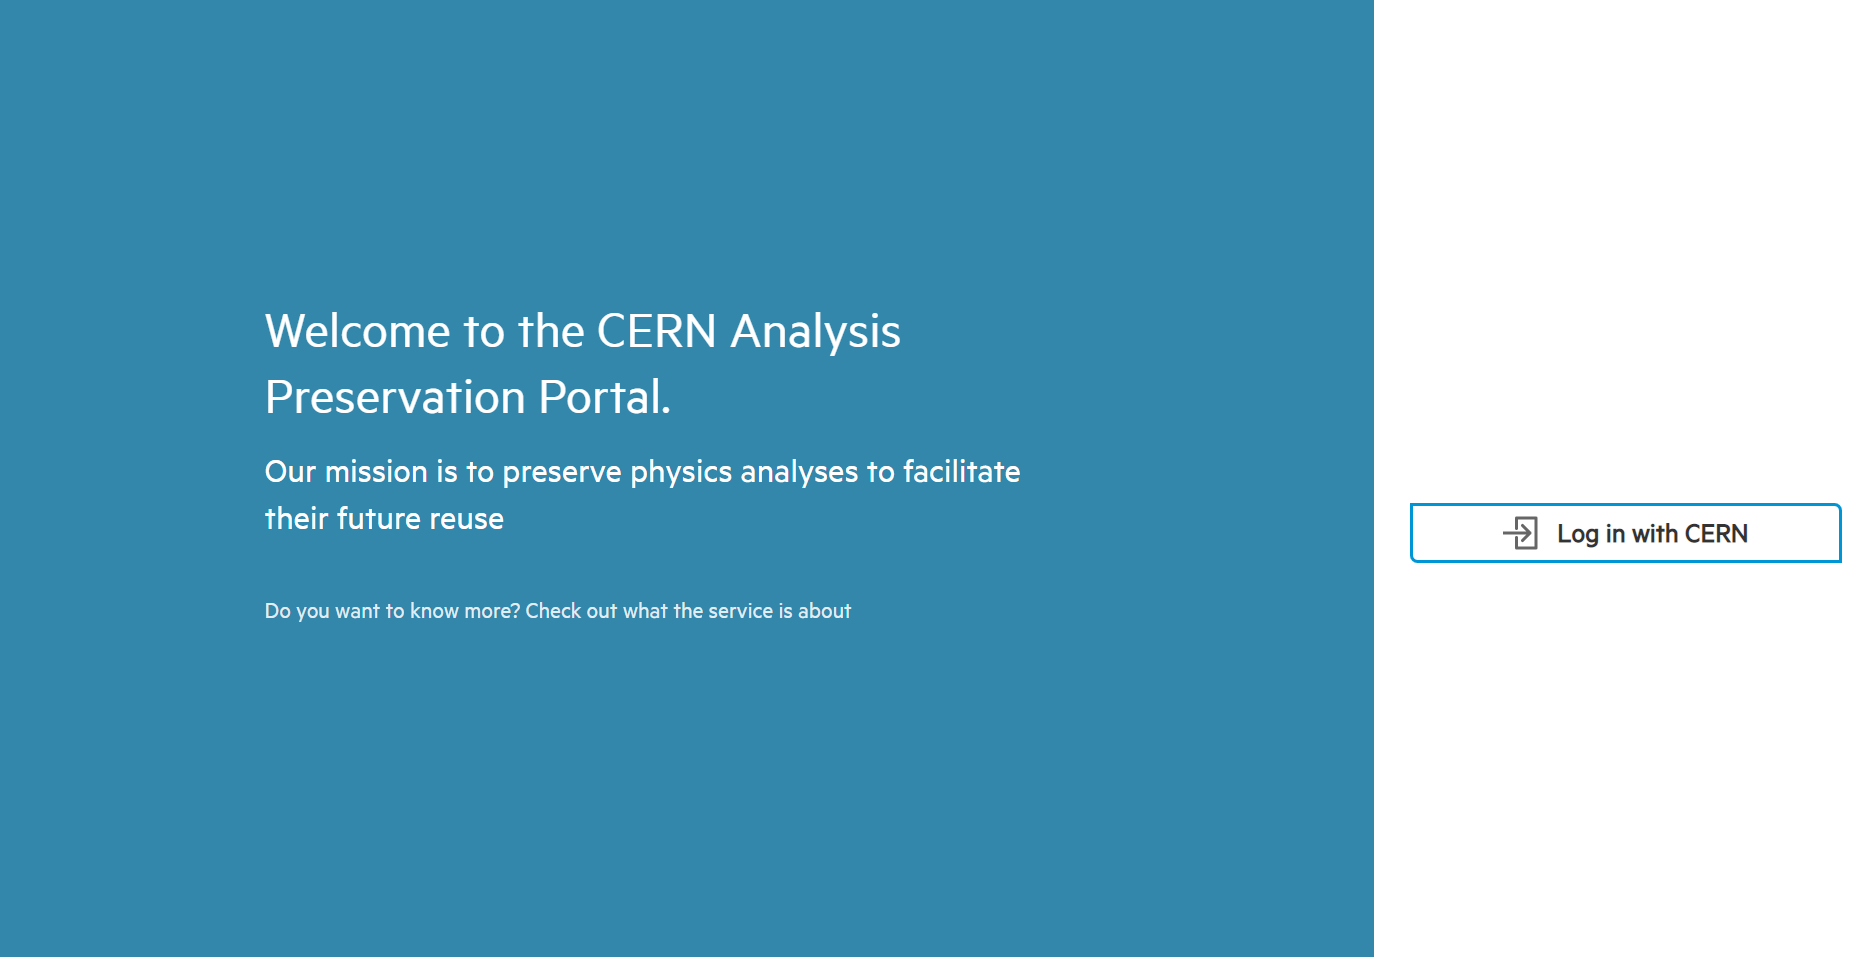 Welcome to the CERN Analysis
Preservation Portal.
Our mission is to preserve physics analyses to facilitate
their future reuse
Do you want to know more? Check out what the service is about
Log in with CERN